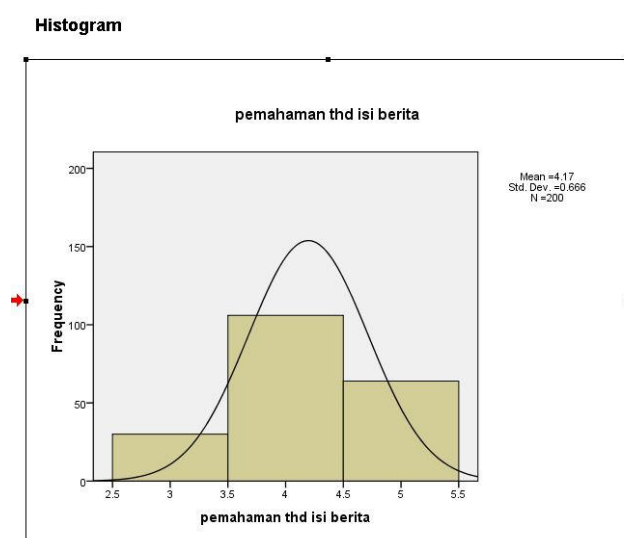 Histogram
pemahaman thd isi berita
Mean =4.17
Std. Dev. =0.666
N =200
Frequency
200
150
100
50
0
2.5 3 3.5 4 4.5 5 5.5
pemahaman thd isi berita